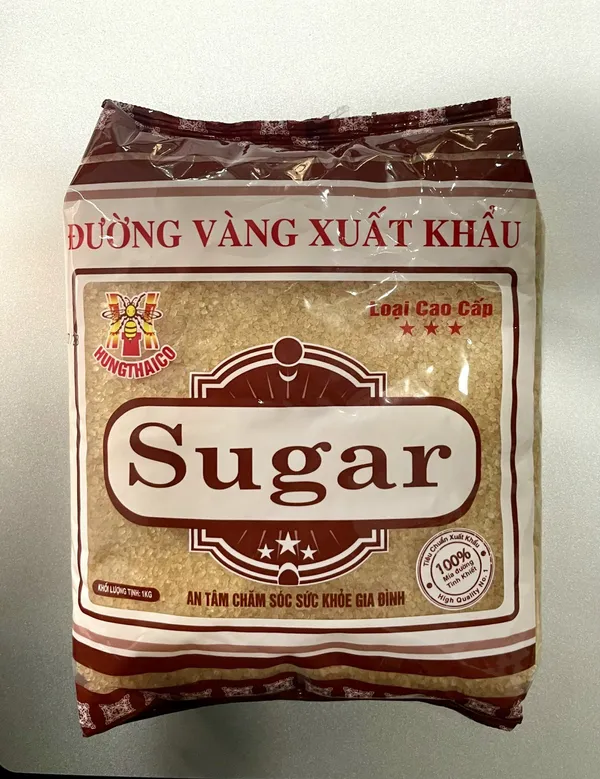 ĐƯỜNG VÀNG XUẤT KHẨU
HUNGTHAICO
Loại Cao Cấp
Sugar
KHỐI LƯỢNG TỊNH: 1KG
AN TÂM CHĂM SÓC SỨC KHỎE GIA ĐÌNH
Tiêu Chuẩn Xuất Khẩu
100%
Mía đường
Tinh Khiết
High Quality No. 1